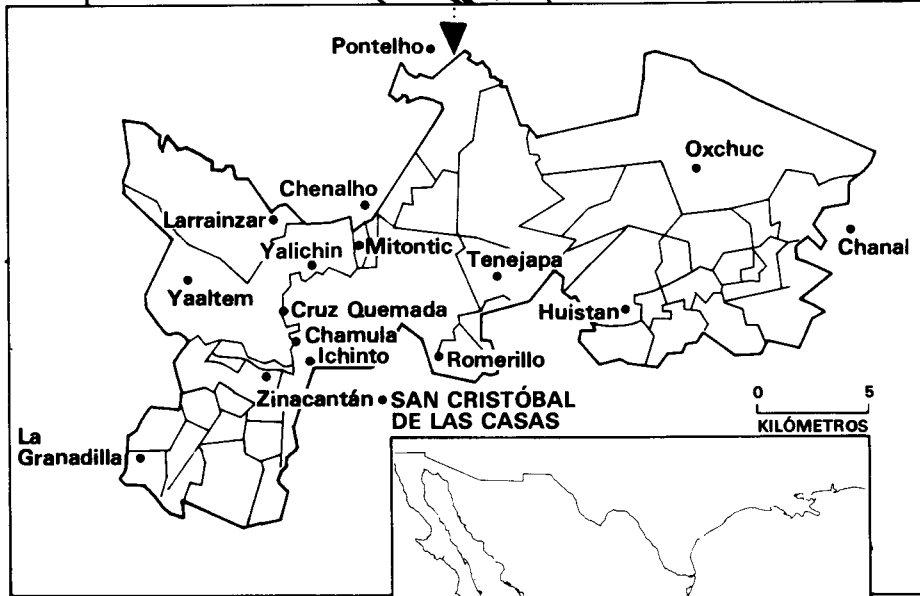 Pontelho
Oxchuc
Chenalho
Larrainzar
Chanal
Yalichin
Mitontic
Tenejapa
Yaaltem
Cruz Quemada
Huistan
Chamula
Ichinto
Romerillo
Zinacantán
SAN CRISTÓBAL
DE LAS CASAS
0 5
KILÓMETROS
La
Granadilla